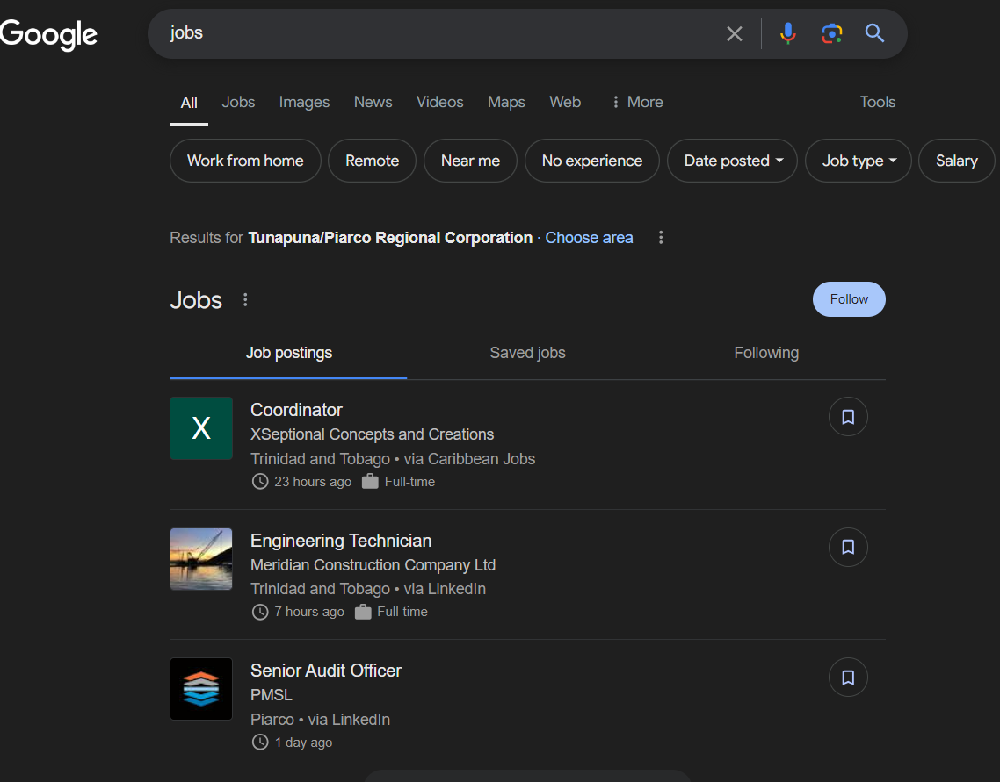 Google
jobs
All Jobs Images News Videos Maps Web More Tools
Work from home Remote Near me No experience Date posted Job type Salary
Results for Tunapuna/Piarco Regional Corporation · Choose area
Jobs
Follow
Job postings Saved jobs Following
X
Coordinator
XSeptional Concepts and Creations
Trinidad and Tobago • via Caribbean Jobs
23 hours ago Full-time
Engineering Technician
Meridian Construction Company Ltd
Trinidad and Tobago • via LinkedIn
7 hours ago Full-time
Senior Audit Officer
PMSL
Piarco • via LinkedIn
1 day ago